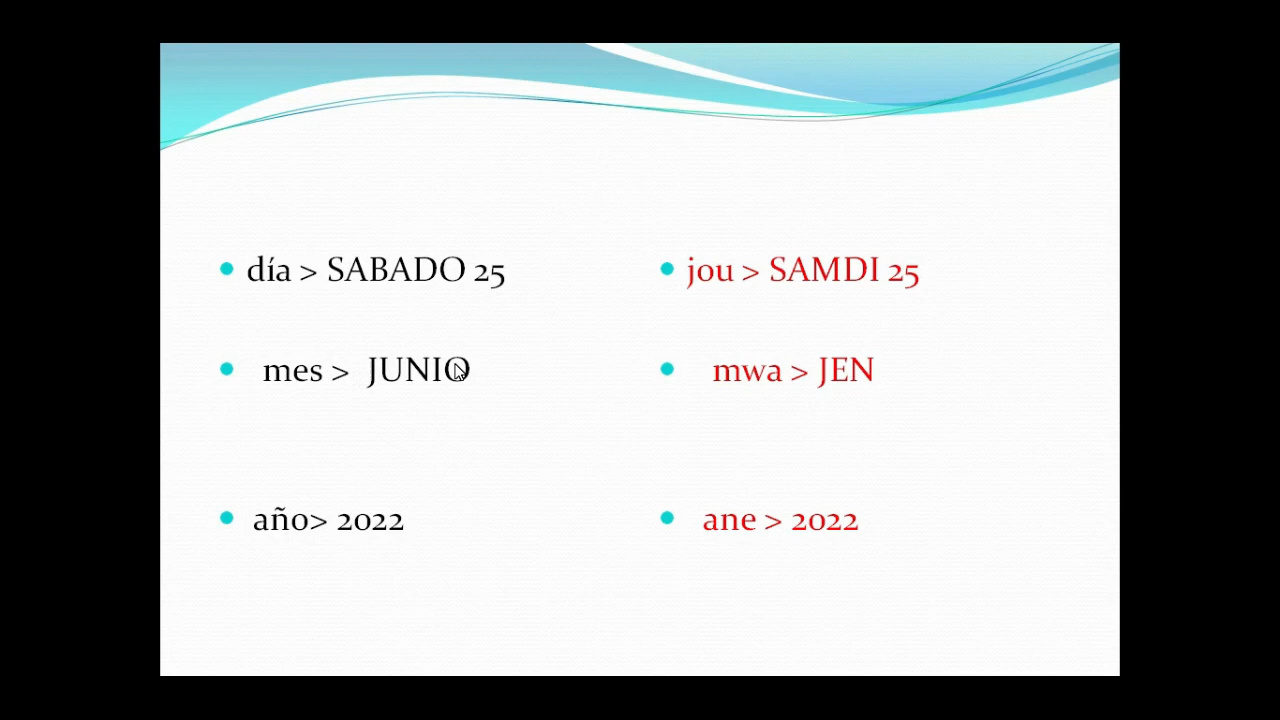 día > SABADO 25
mes > JUNIO
año> 2022
jou > SAMDI 25
mwa > JEN
ane > 2022